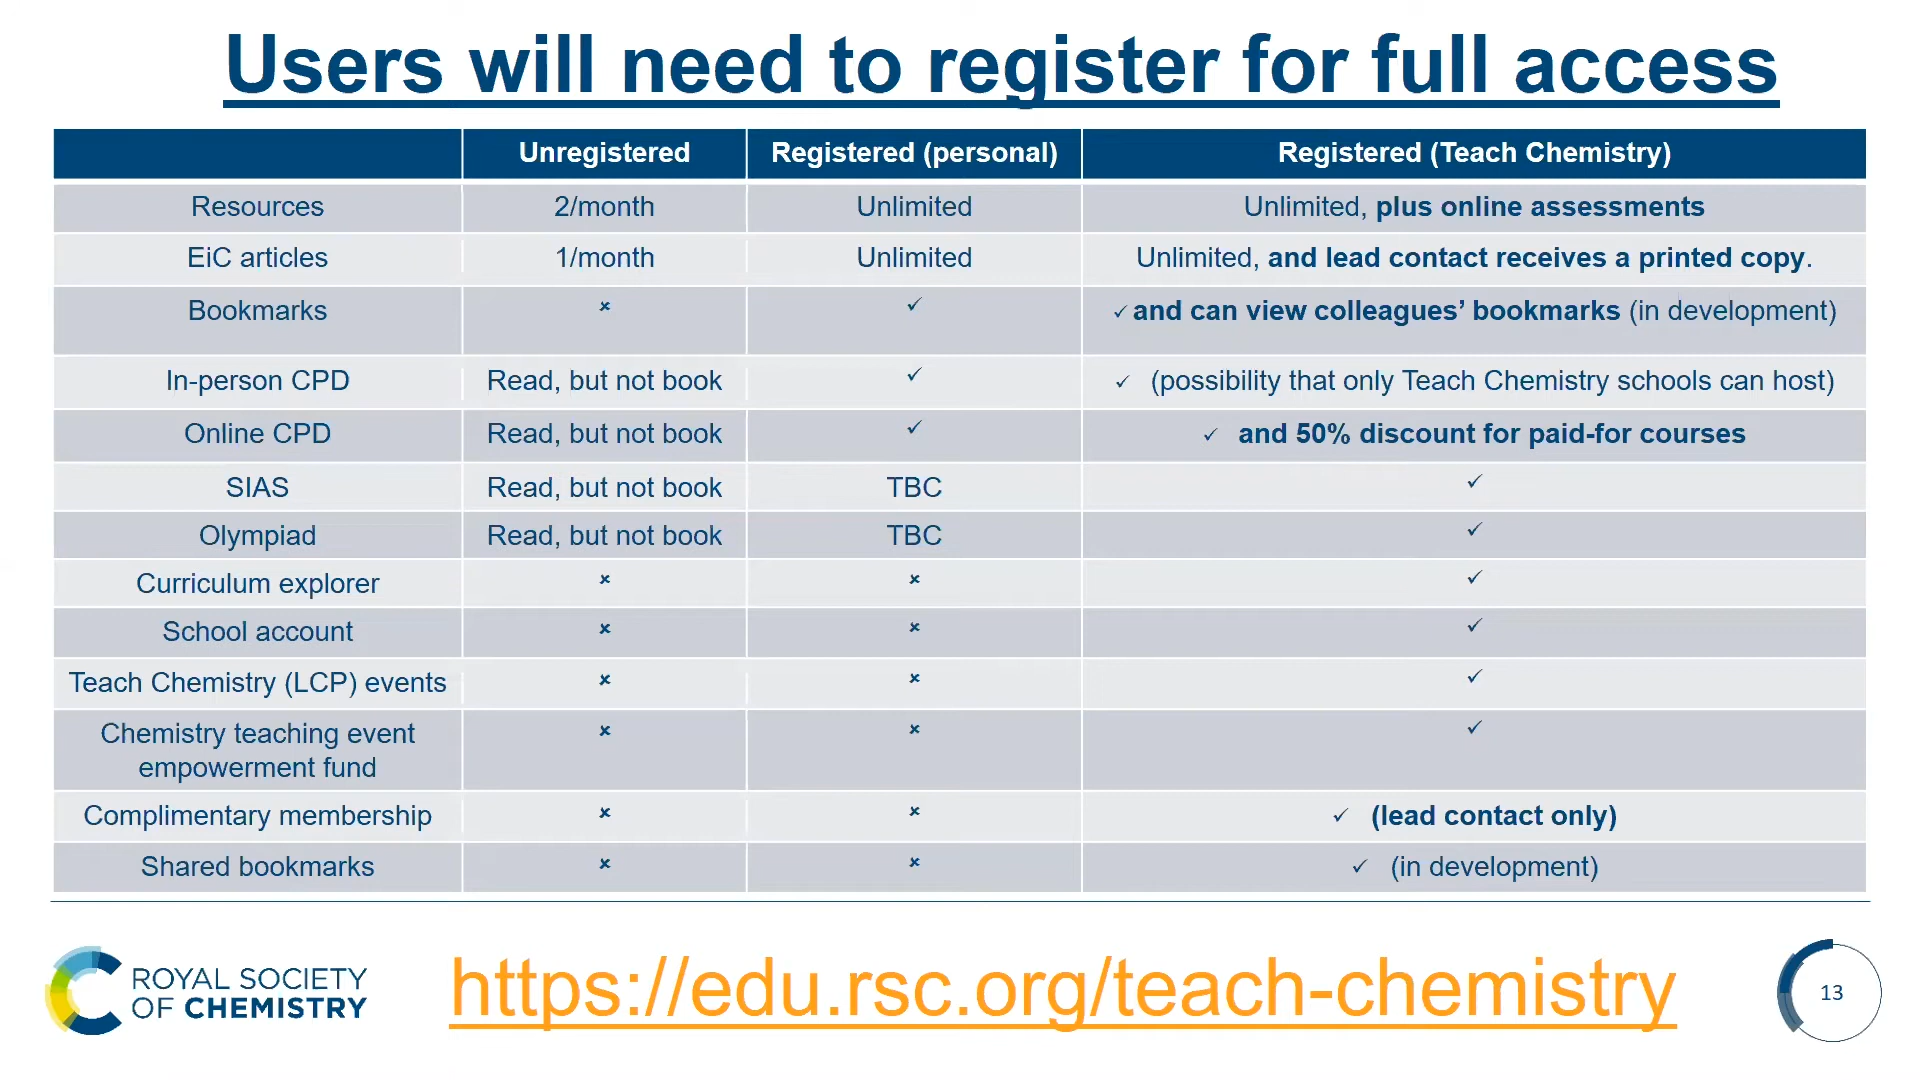 Users will need to register for full access
Unregistered Registered (personal) Registered (Teach Chemistry)
Resources 2/month Unlimited Unlimited, plus online assessments
EiC articles 1/month Unlimited Unlimited, and lead contact receives a printed copy.
Bookmarks × ✓ ✓ and can view colleagues’ bookmarks (in development)
In-person CPD Read, but not book ✓ ✓ (possibility that only Teach Chemistry schools can host)
Online CPD Read, but not book ✓ ✓ and 50% discount for paid-for courses
SIAS Read, but not book TBC ✓
Olympiad Read, but not book TBC ✓
Curriculum explorer × × ✓
School account × × ✓
Teach Chemistry (LCP) events × × ✓
Chemistry teaching event × × ✓
empowerment fund
Complimentary membership × × ✓ (lead contact only)
Shared bookmarks × × ✓ (in development)
ROYAL SOCIETY
OF CHEMISTRY
https://edu.rsc.org/teach-chemistry
13